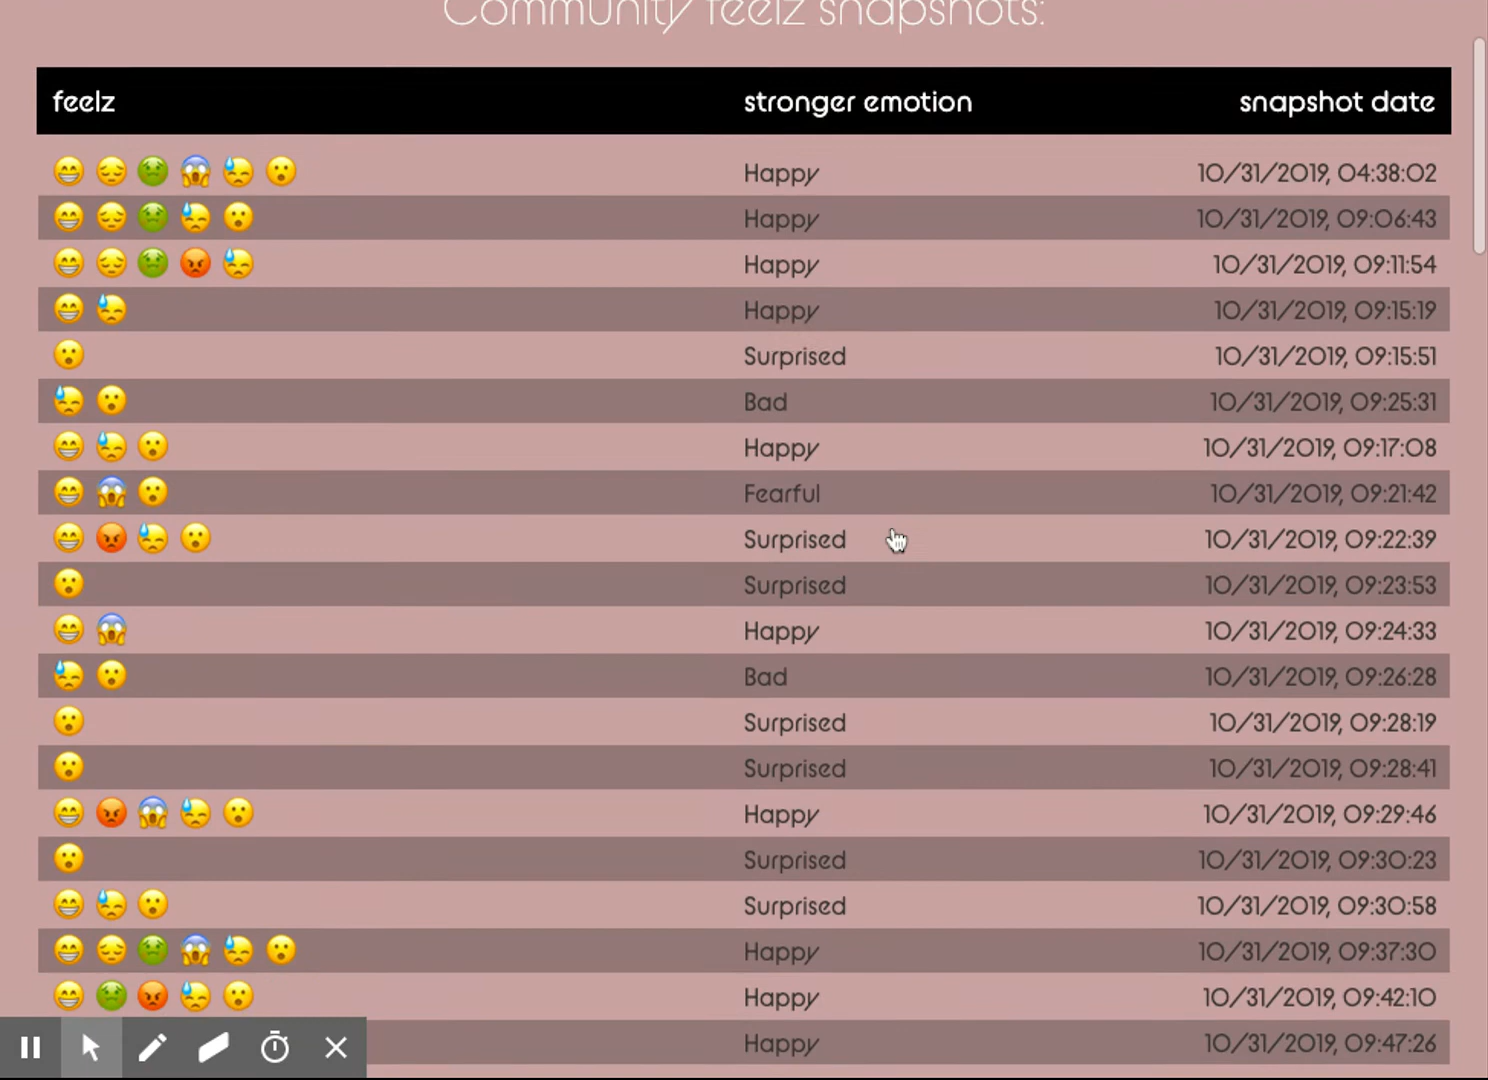 Community feelz snapshots:
feelz stronger emotion snapshot date
😁 😔 🤢 😱 😓 😮 Happy 10/31/2019, 04:38:02
😁 😔 🤢 😓 😮 Happy 10/31/2019, 09:06:43
😁 😔 🤢 😡 😓 Happy 10/31/2019, 09:11:54
😁 😓 Happy 10/31/2019, 09:15:19
😮 Surprised 10/31/2019, 09:15:51
😓 😮 Bad 10/31/2019, 09:25:31
😁 😓 😮 Happy 10/31/2019, 09:17:08
😁 😱 😮 Fearful 10/31/2019, 09:21:42
😁 😡 😓 😮 Surprised 10/31/2019, 09:22:39
😮 Surprised 10/31/2019, 09:23:53
😁 😱 Happy 10/31/2019, 09:24:33
😓 😮 Bad 10/31/2019, 09:26:28
😮 Surprised 10/31/2019, 09:28:19
😮 Surprised 10/31/2019, 09:28:41
😁 😡 😱 😓 😮 Happy 10/31/2019, 09:29:46
😮 Surprised 10/31/2019, 09:30:23
😁 😓 😮 Surprised 10/31/2019, 09:30:58
😁 😔 🤢 😱 😓 😮 Happy 10/31/2019, 09:37:30
😁 🤢 😡 😓 😮 Happy 10/31/2019, 09:42:10
Happy 10/31/2019, 09:47:26